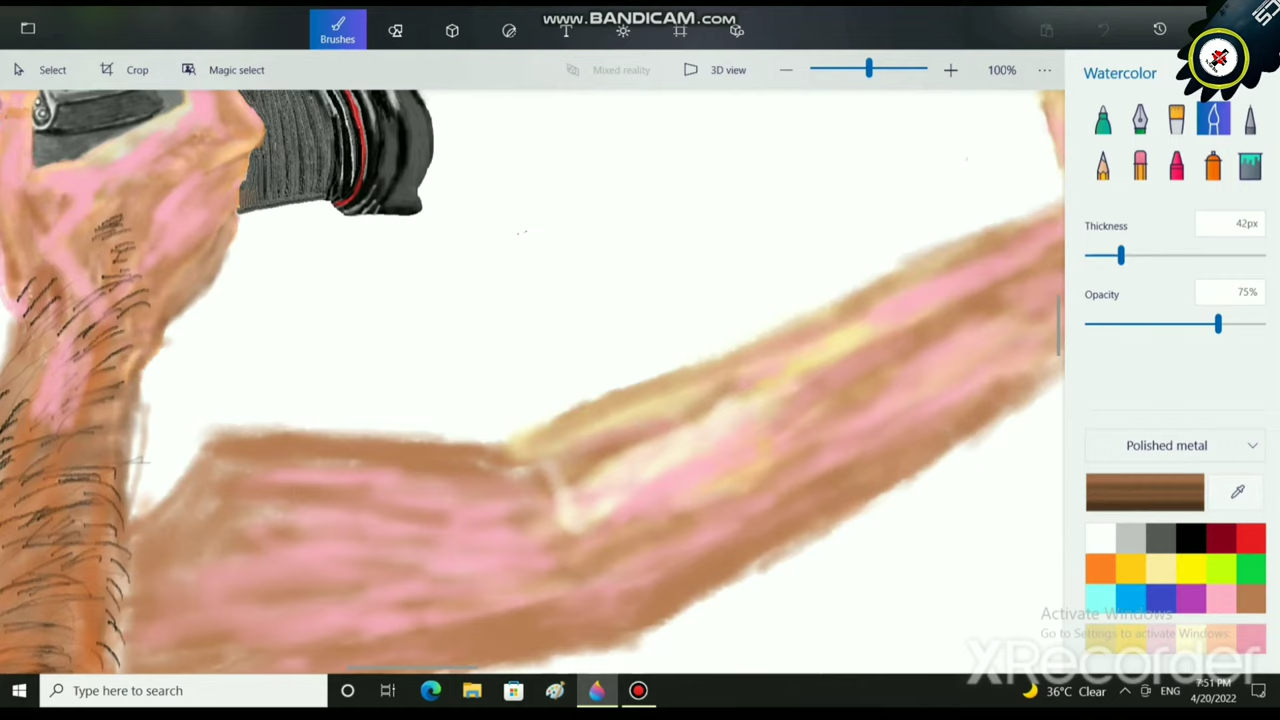 www.BANDICAM.com
Brushes
Select
Crop
Magic select
Mixed reality
3D view
100%
Watercolor
Thickness
42px
Opacity
75%
Polished metal
Activate Windows
Go to Settings to activate Windows.
XRecorder
Type here to search
36°C Clear
ENG
7:51 PM
4/20/2022